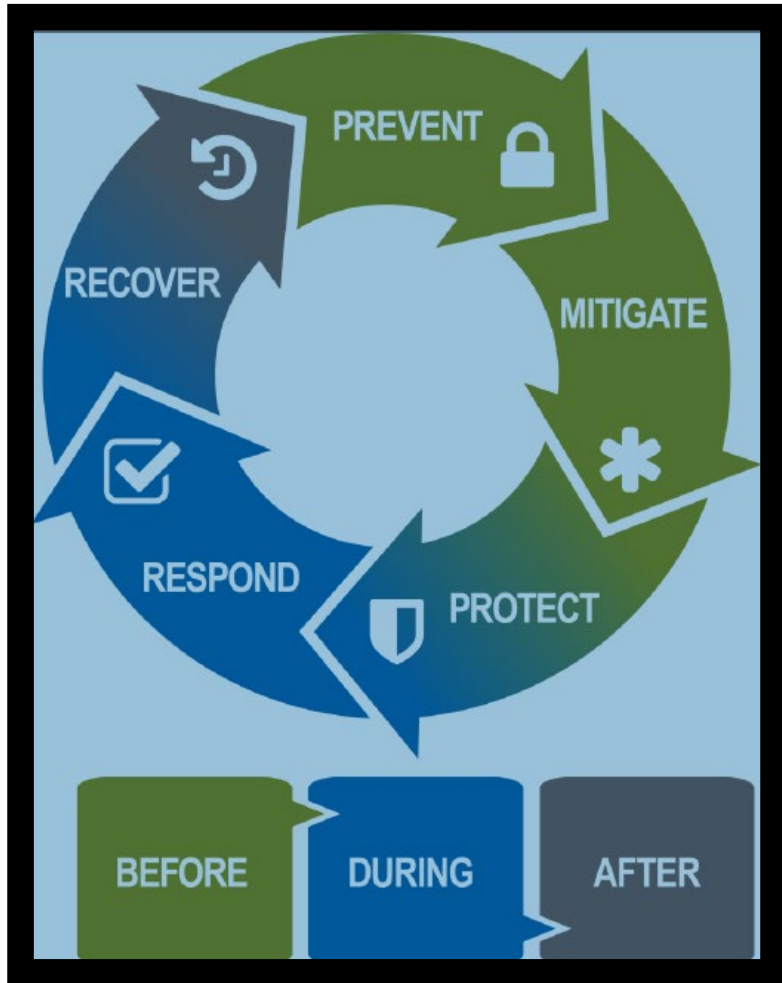 PREVENT
MITIGATE
PROTECT
RESPOND
RECOVER
BEFORE
DURING
AFTER